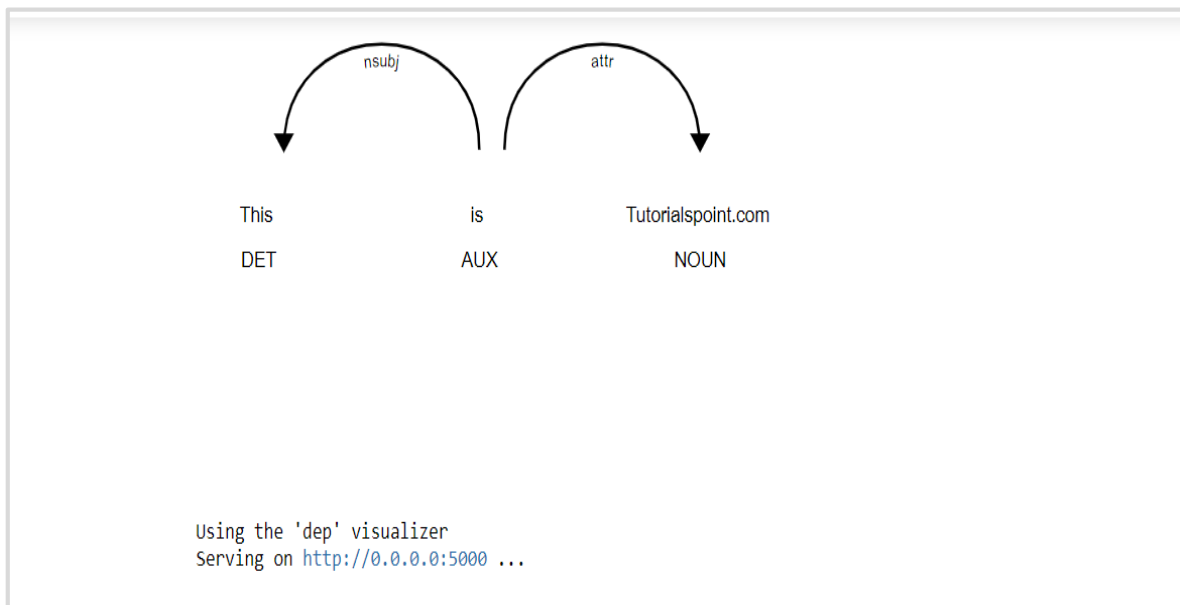 nsubj attr
This is Tutorialspoint.com
DET AUX NOUN
Using the 'dep' visualizer
Serving on http://0.0.0.0:5000 ...